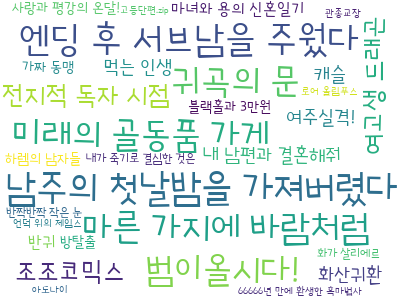 사랑과 평강의 온달! 고등단편.zip 마녀와 용의 신혼일기 관종교장
엔딩 후 서브남을 주웠다
가짜 동맹 먹는 인생 귀곡의 문 캐슬
전지적 독자 시점 로어 올림푸스
블랙홀과 3만원 여주실격!
여고생 드래곤
미래의 골동품 가게
하렘의 남자들 내가 죽기로 결심한 것은 내 남편과 결혼해줘
남주의 첫날밤을 가져버렸다
반짝반짝 작은 눈
언덕 위의 제임스
마른 가지에 바람처럼
반귀 방탈출
화가 살리에르
조조코믹스 범이올시다! 화산귀환
아도나이 66666년 만에 환생한 흑마법사